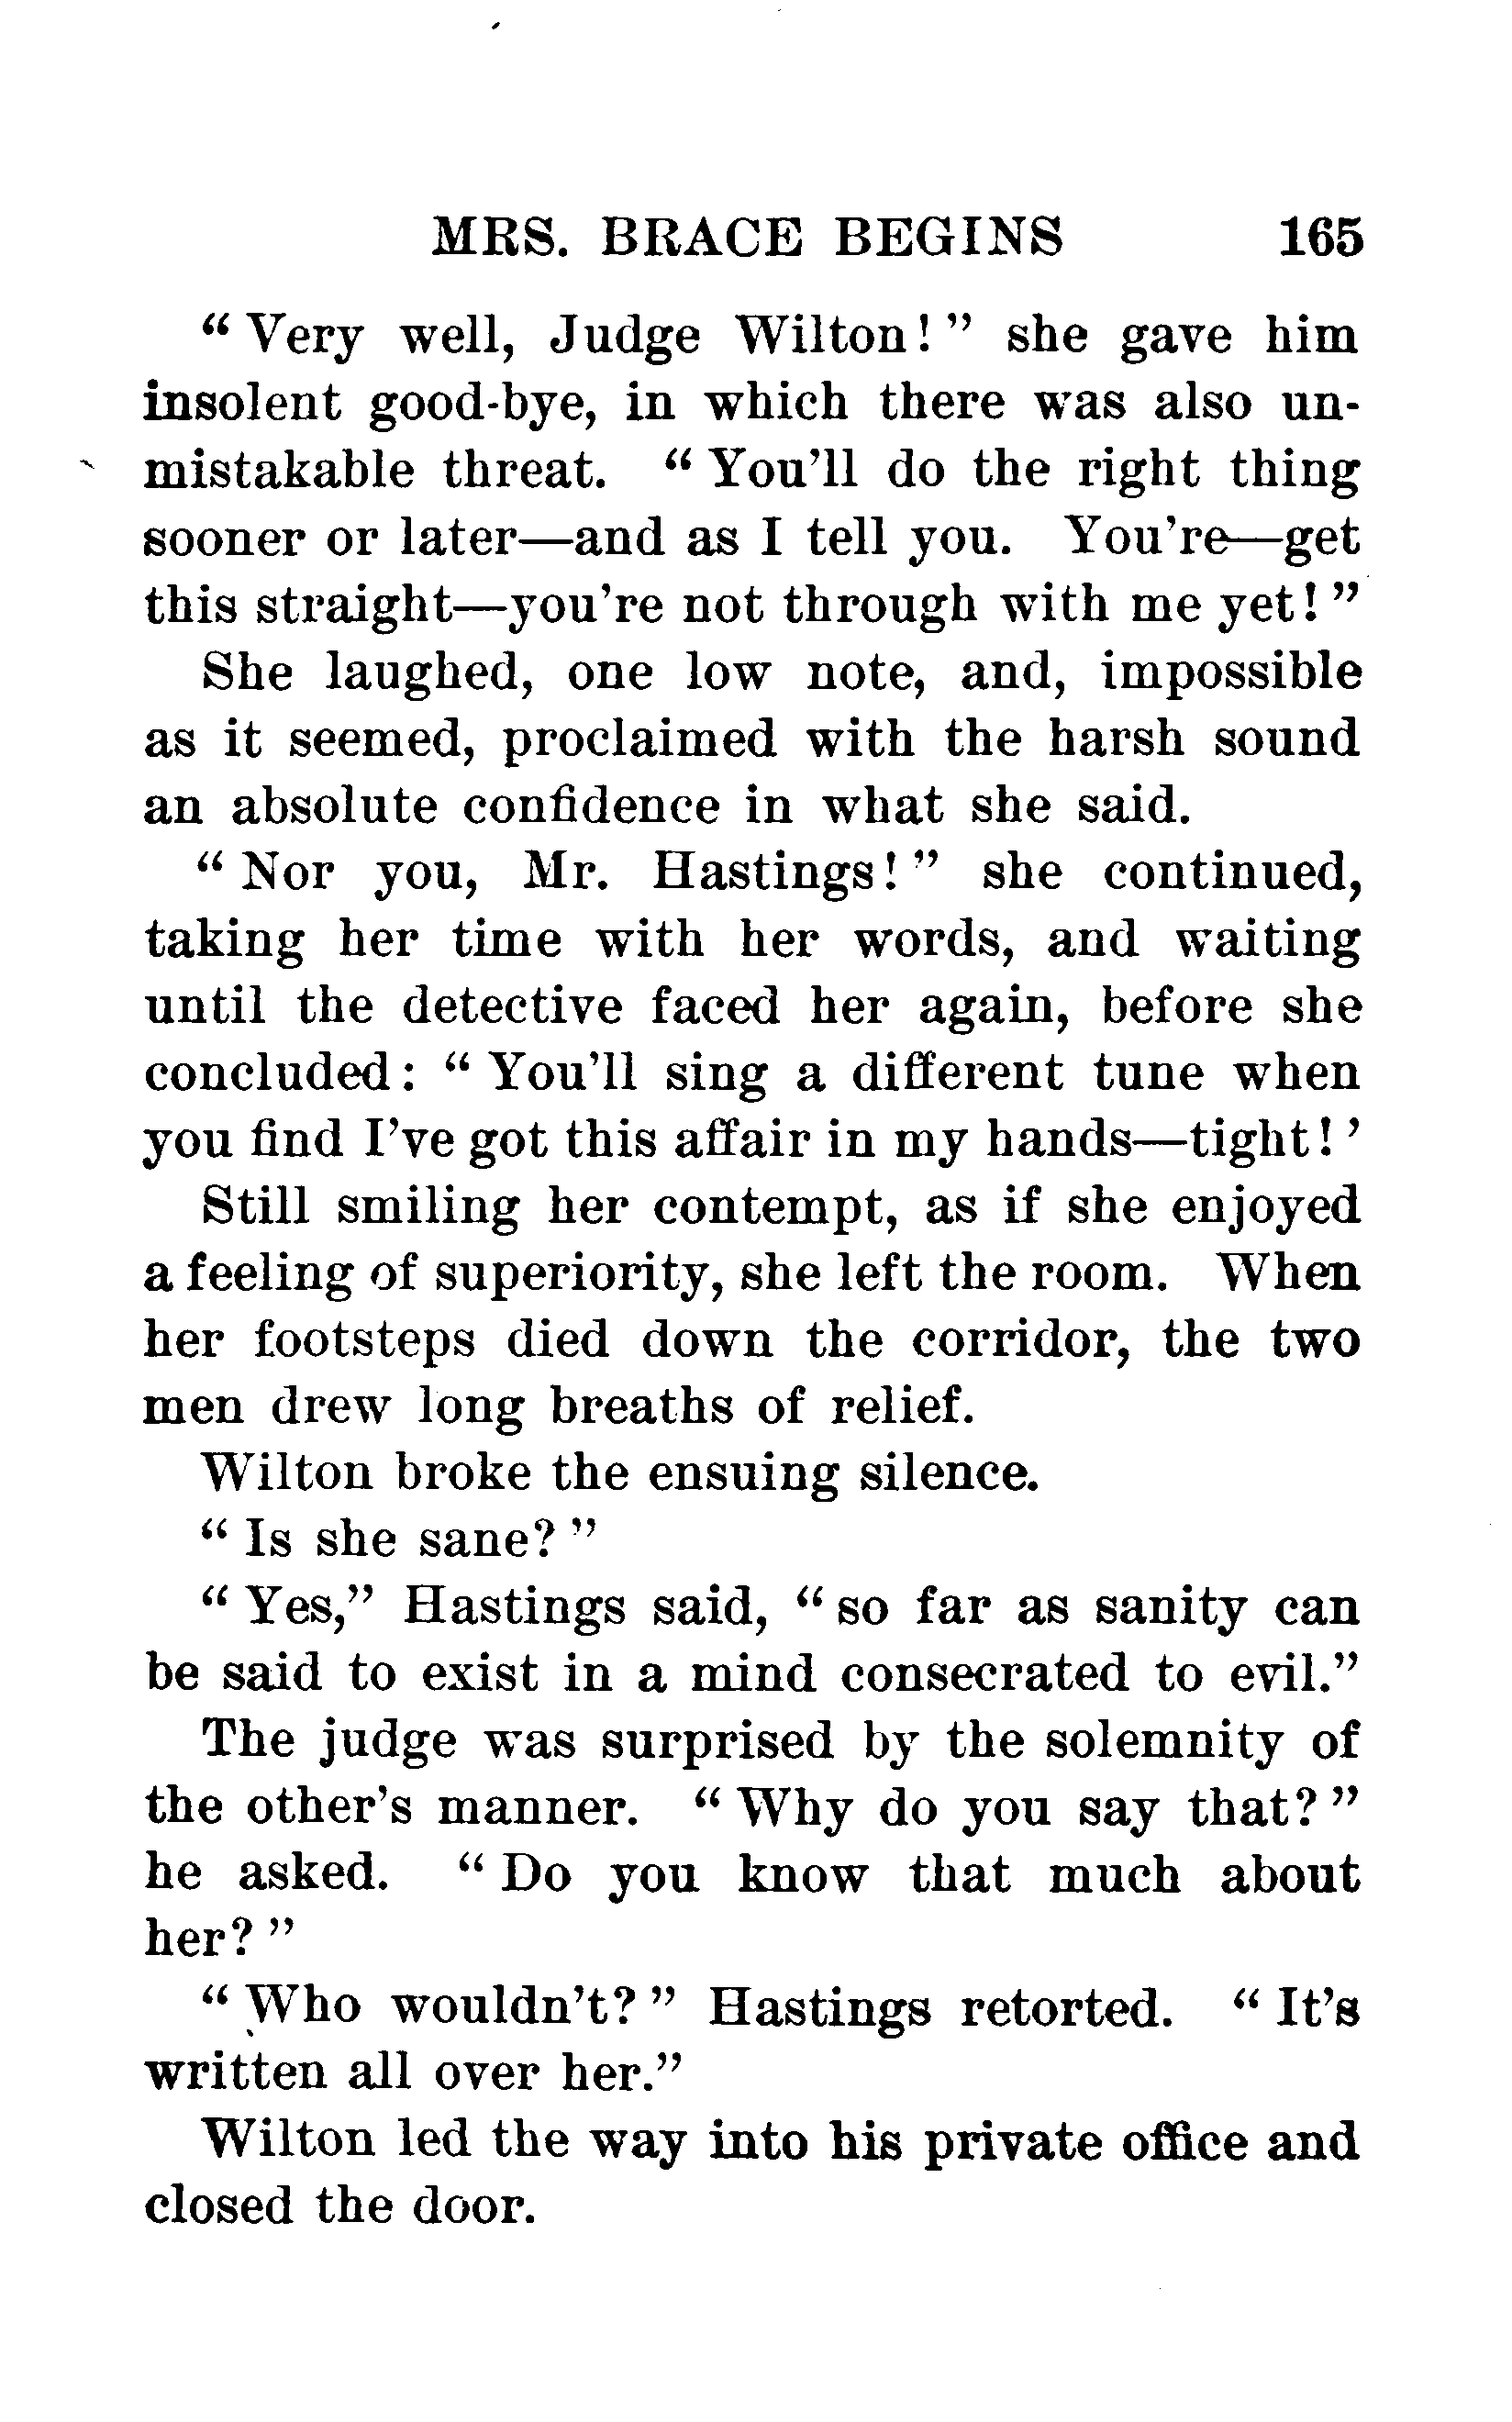 MRS. BRACE BEGINS 165
“Very well, Judge Wilton!” she gave him
insolent good-bye, in which there was also un-
mistakable threat. “You'll do the right thing
sooner or later—and as I tell you. You're—get
this straight—you're not through with me yet!”
She laughed, one low note, and, impossible
as it seemed, proclaimed with the harsh sound
an absolute confidence in what she said.
“Nor you, Mr. Hastings!” she continued,
taking her time with her words, and waiting
until the detective faced her again, before she
concluded: “You'll sing a different tune when
you find I've got this affair in my hands—tight!’
Still smiling her contempt, as if she enjoyed
a feeling of superiority, she left the room. When
her footsteps died down the corridor, the two
men drew long breaths of relief.
Wilton broke the ensuing silence.
“Is she sane?”
“Yes,” Hastings said, “so far as sanity can
be said to exist in a mind consecrated to evil.”
The judge was surprised by the solemnity of
the other's manner. “Why do you say that?”
he asked. “Do you know that much about
her?”
“Who wouldn't?” Hastings retorted. “It's
written all over her.”
Wilton led the way into his private office and
closed the door.